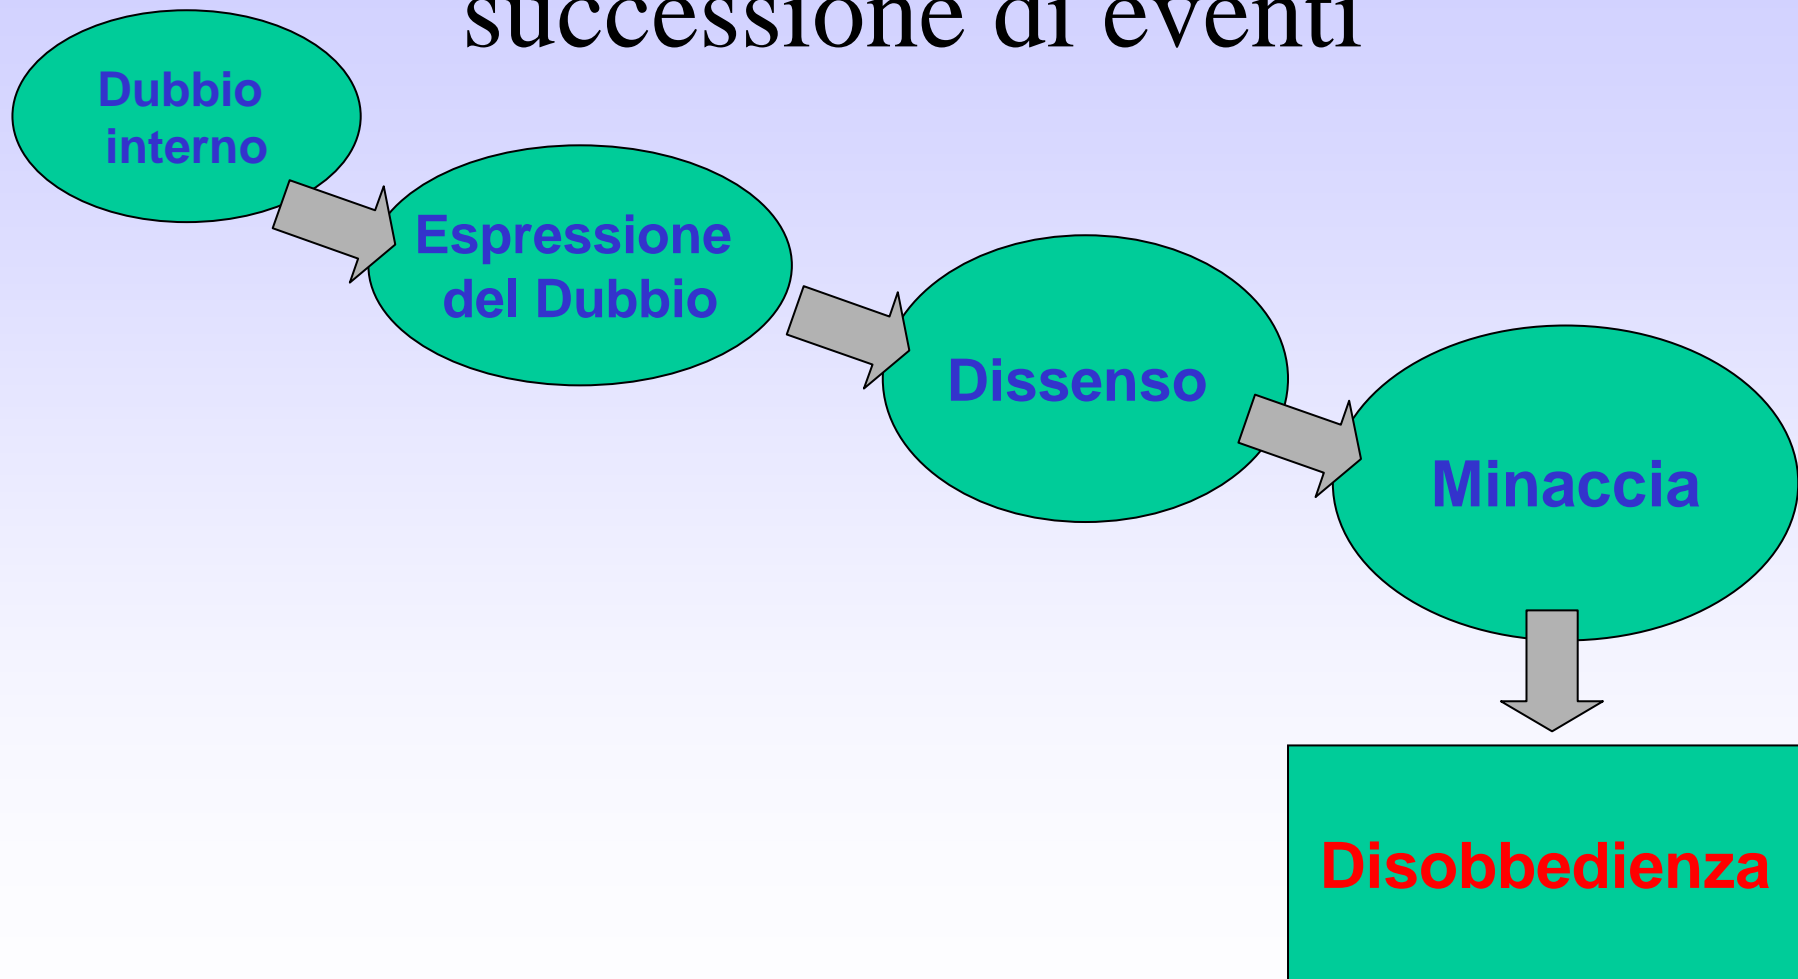 successione di eventi
Dubbio
interno
Espressione
del Dubbio
Dissenso
Minaccia
Disobbedienza